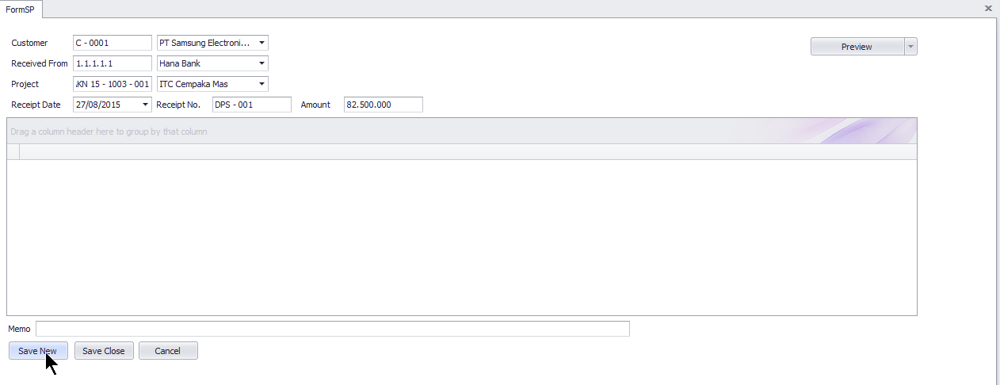 FormSP
Customer C - 0001 PT Samsung Electroni...
Preview
Received From 1.1.1.1.1 Hana Bank
Project KN 15 - 1003 - 001 ITC Cempaka Mas
Receipt Date 27/08/2015 Receipt No. DPS - 001 Amount 82.500.000
Drag a column header here to group by that column
Memo
Save New Save Close Cancel